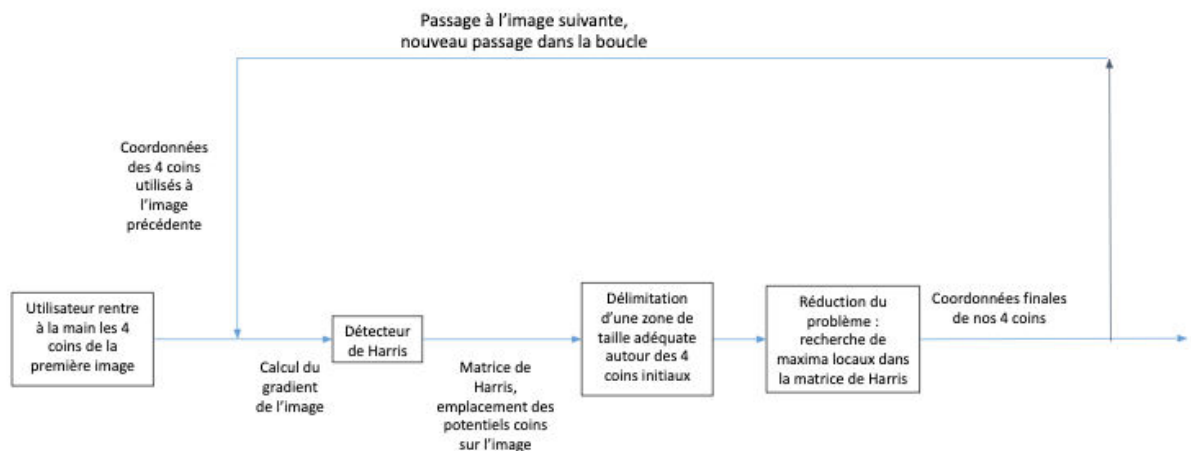 Passage à l’image suivante,
nouveau passage dans la boucle
Coordonnées
des 4 coins
utilisés à
l’image
précédente
Utilisateur rentre
à la main les 4
coins de la
première image
Calcul du
gradient
de l’image
Détecteur
de Harris
Matrice de
Harris,
emplacement des
potentiels coins
sur l’image
Délimitation
d’une zone de
taille adéquate
autour des 4
coins initiaux
Réduction du
problème :
recherche de
maxima locaux dans
la matrice de Harris
Coordonnées finales
de nos 4 coins